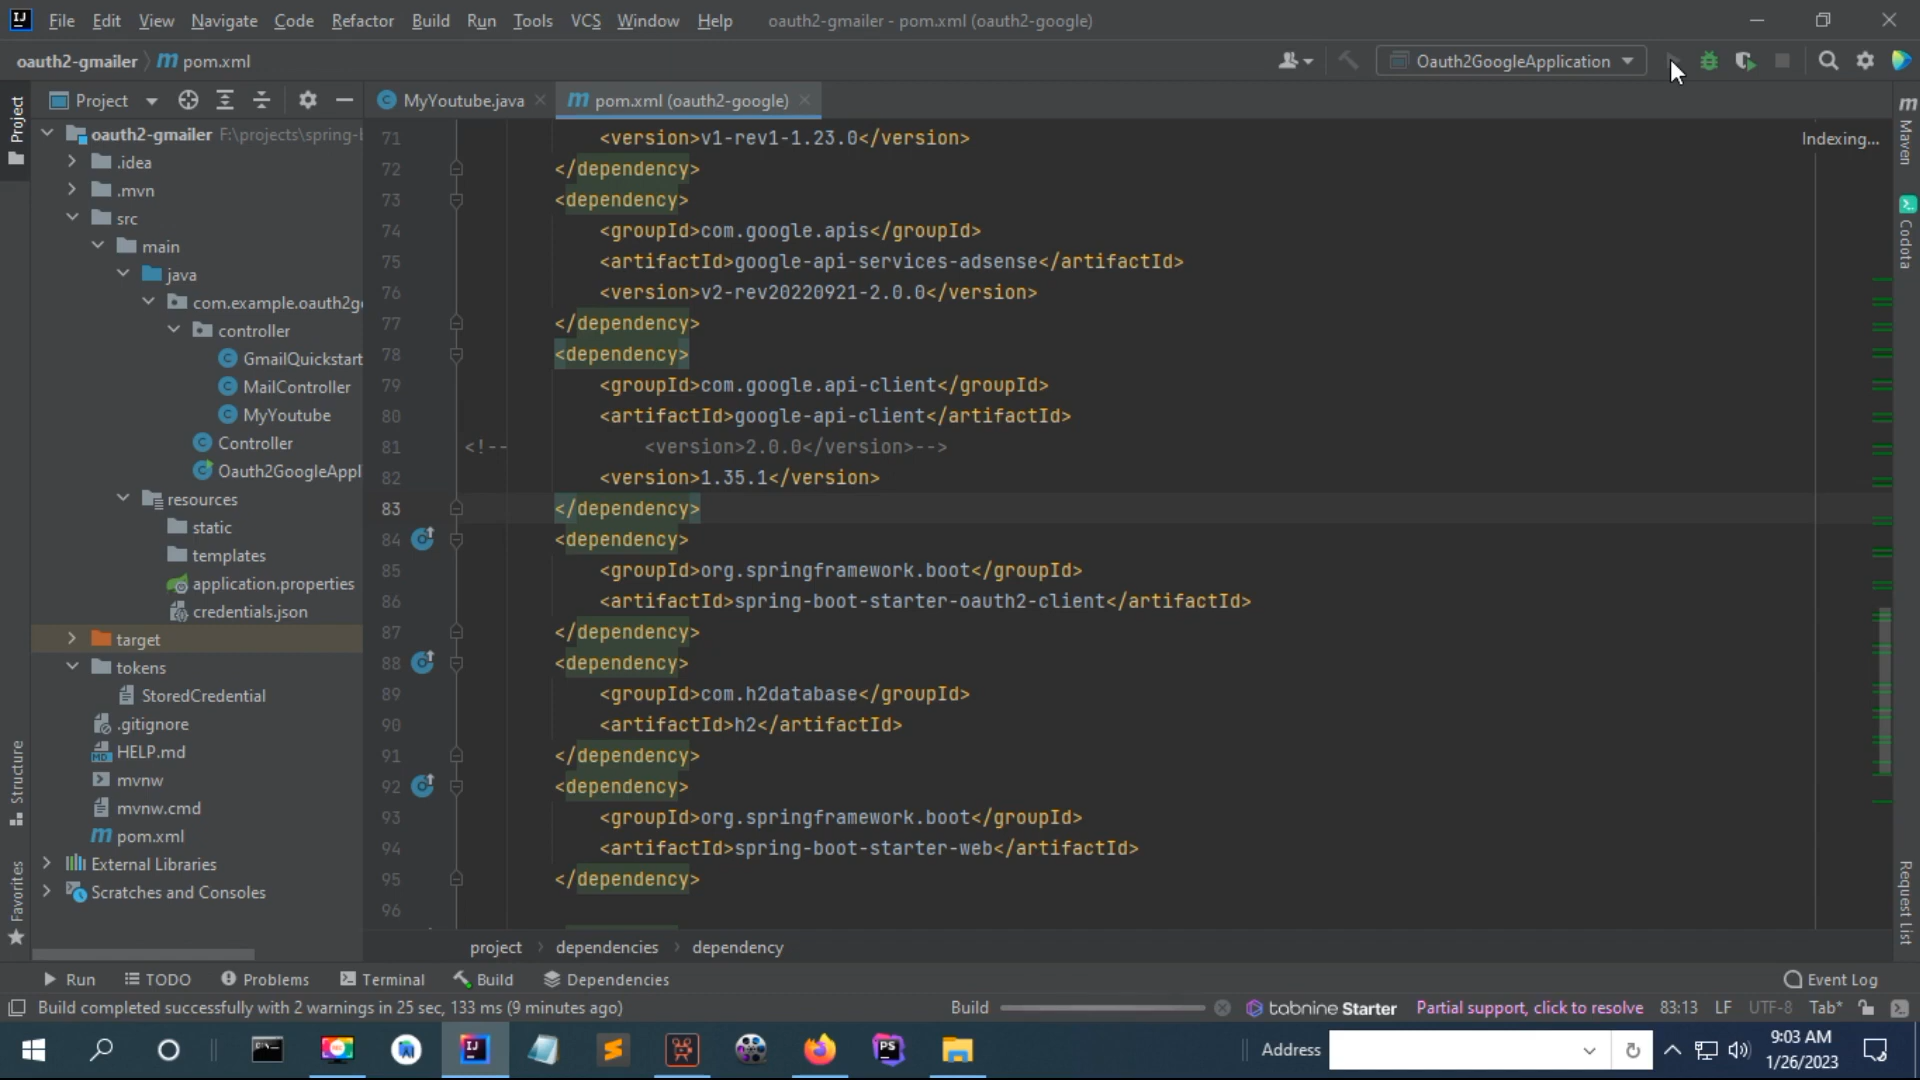 File Edit View Navigate Code Refactor Build Run Tools VCS Window Help oauth2-gmailer - pom.xml (oauth2-google)
oauth2-gmailer m pom.xml Oauth2GoogleApplication
Project MyYoutube.java m pom.xml (oauth2-google)
oauth2-gmailer F:\projects\spring-b
.idea
.mvn
src
main
java
com.example.oauth2g
controller
GmailQuickstart
MailController
MyYoutube
Controller
Oauth2GoogleAppl
resources
static
templates
application.properties
credentials.json
target
tokens
StoredCredential
.gitignore
HELP.md
mvnw
mvnw.cmd
m pom.xml
External Libraries
Scratches and Consoles
Project
Structure
Favorites
71 <version>v1-rev1-1.23.0</version>
72 </dependency>
73 <dependency>
74 <groupId>com.google.apis</groupId>
75 <artifactId>google-api-services-adsense</artifactId>
76 <version>v2-rev20220921-2.0.0</version>
77 </dependency>
78 <dependency>
79 <groupId>com.google.api-client</groupId>
80 <artifactId>google-api-client</artifactId>
81 <!-- <version>2.0.0</version>-->
82 <version>1.35.1</version>
83 </dependency>
84 <dependency>
85 <groupId>org.springframework.boot</groupId>
86 <artifactId>spring-boot-starter-oauth2-client</artifactId>
87 </dependency>
88 <dependency>
89 <groupId>com.h2database</groupId>
90 <artifactId>h2</artifactId>
91 </dependency>
92 <dependency>
93 <groupId>org.springframework.boot</groupId>
94 <artifactId>spring-boot-starter-web</artifactId>
95 </dependency>
96
Indexing...
m Maven
Codota
Request List
project dependencies dependency
Run TODO Problems Terminal Build Dependencies Event Log
Build completed successfully with 2 warnings in 25 sec, 133 ms (9 minutes ago) Build tabnine Starter Partial support, click to resolve 83:13 LF UTF-8 Tab*
Address 9:03 AM
1/26/2023